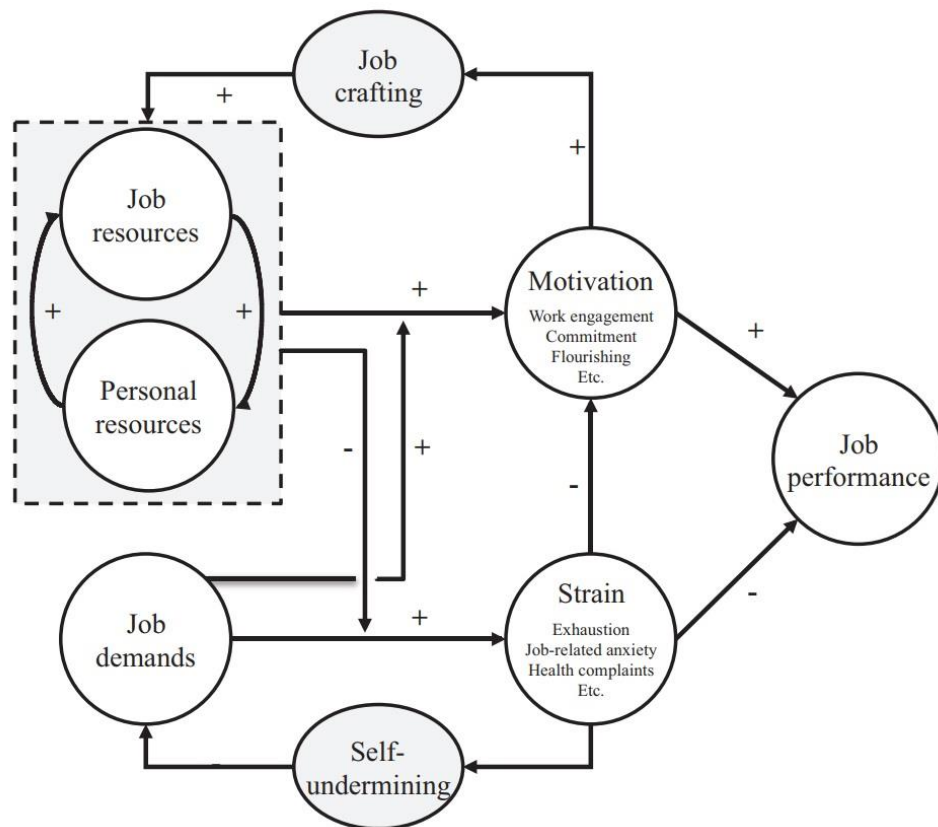 Job
crafting
+
+
Job
resources
+
+
Personal
resources
+
-
+
Motivation
Work engagement
Commitment
Flourishing
Etc.
+
Job
performance
-
-
Job
demands
+
Strain
Exhaustion
Job-related anxiety
Health complaints
Etc.
Self-
undermining